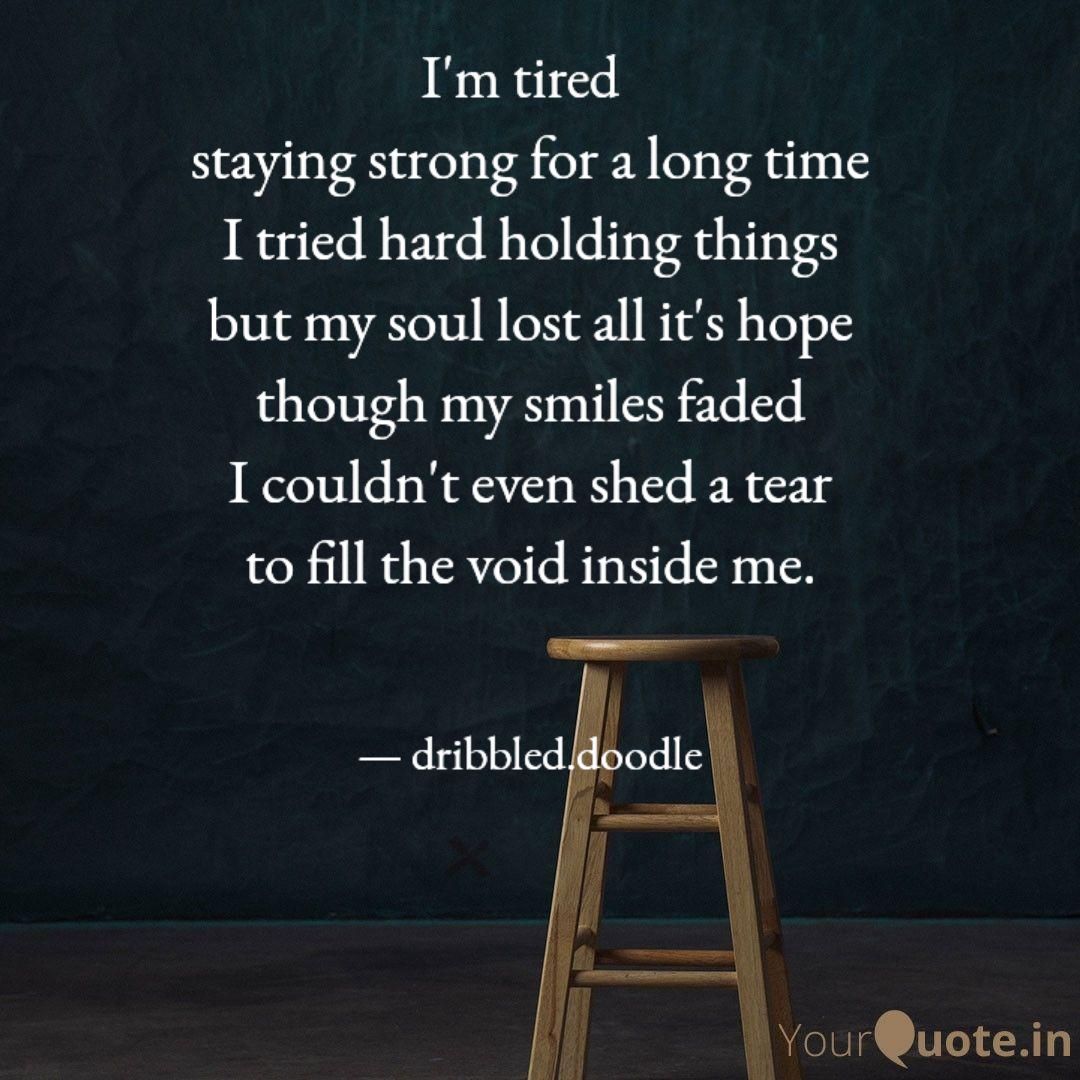 I'm tired
staying strong for a long time
I tried hard holding things
but my soul lost all it's hope
though my smiles faded
I couldn't even shed a tear
to fill the void inside me.
— dribbled.doodle
YourQuote.in